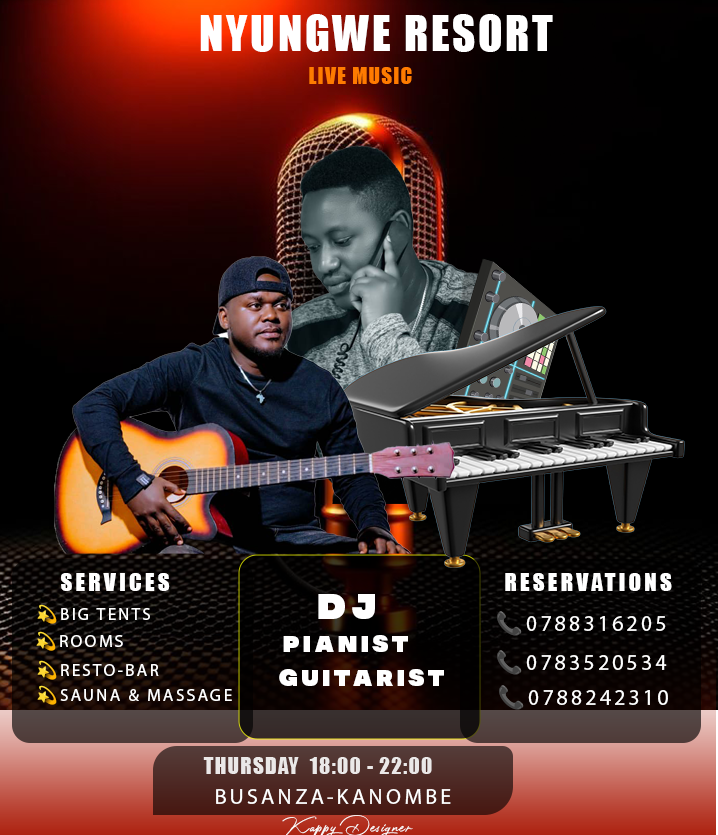 NYUNGWE RESORT
LIVE MUSIC
SERVICES
BIG TENTS
ROOMS
RESTO-BAR
SAUNA & MASSAGE
DJ
PIANIST
GUITARIST
RESERVATIONS
0788316205
0783520534
0788242310
THURSDAY 18:00 - 22:00
BUSANZA-KANOMBE
Kappy Designer